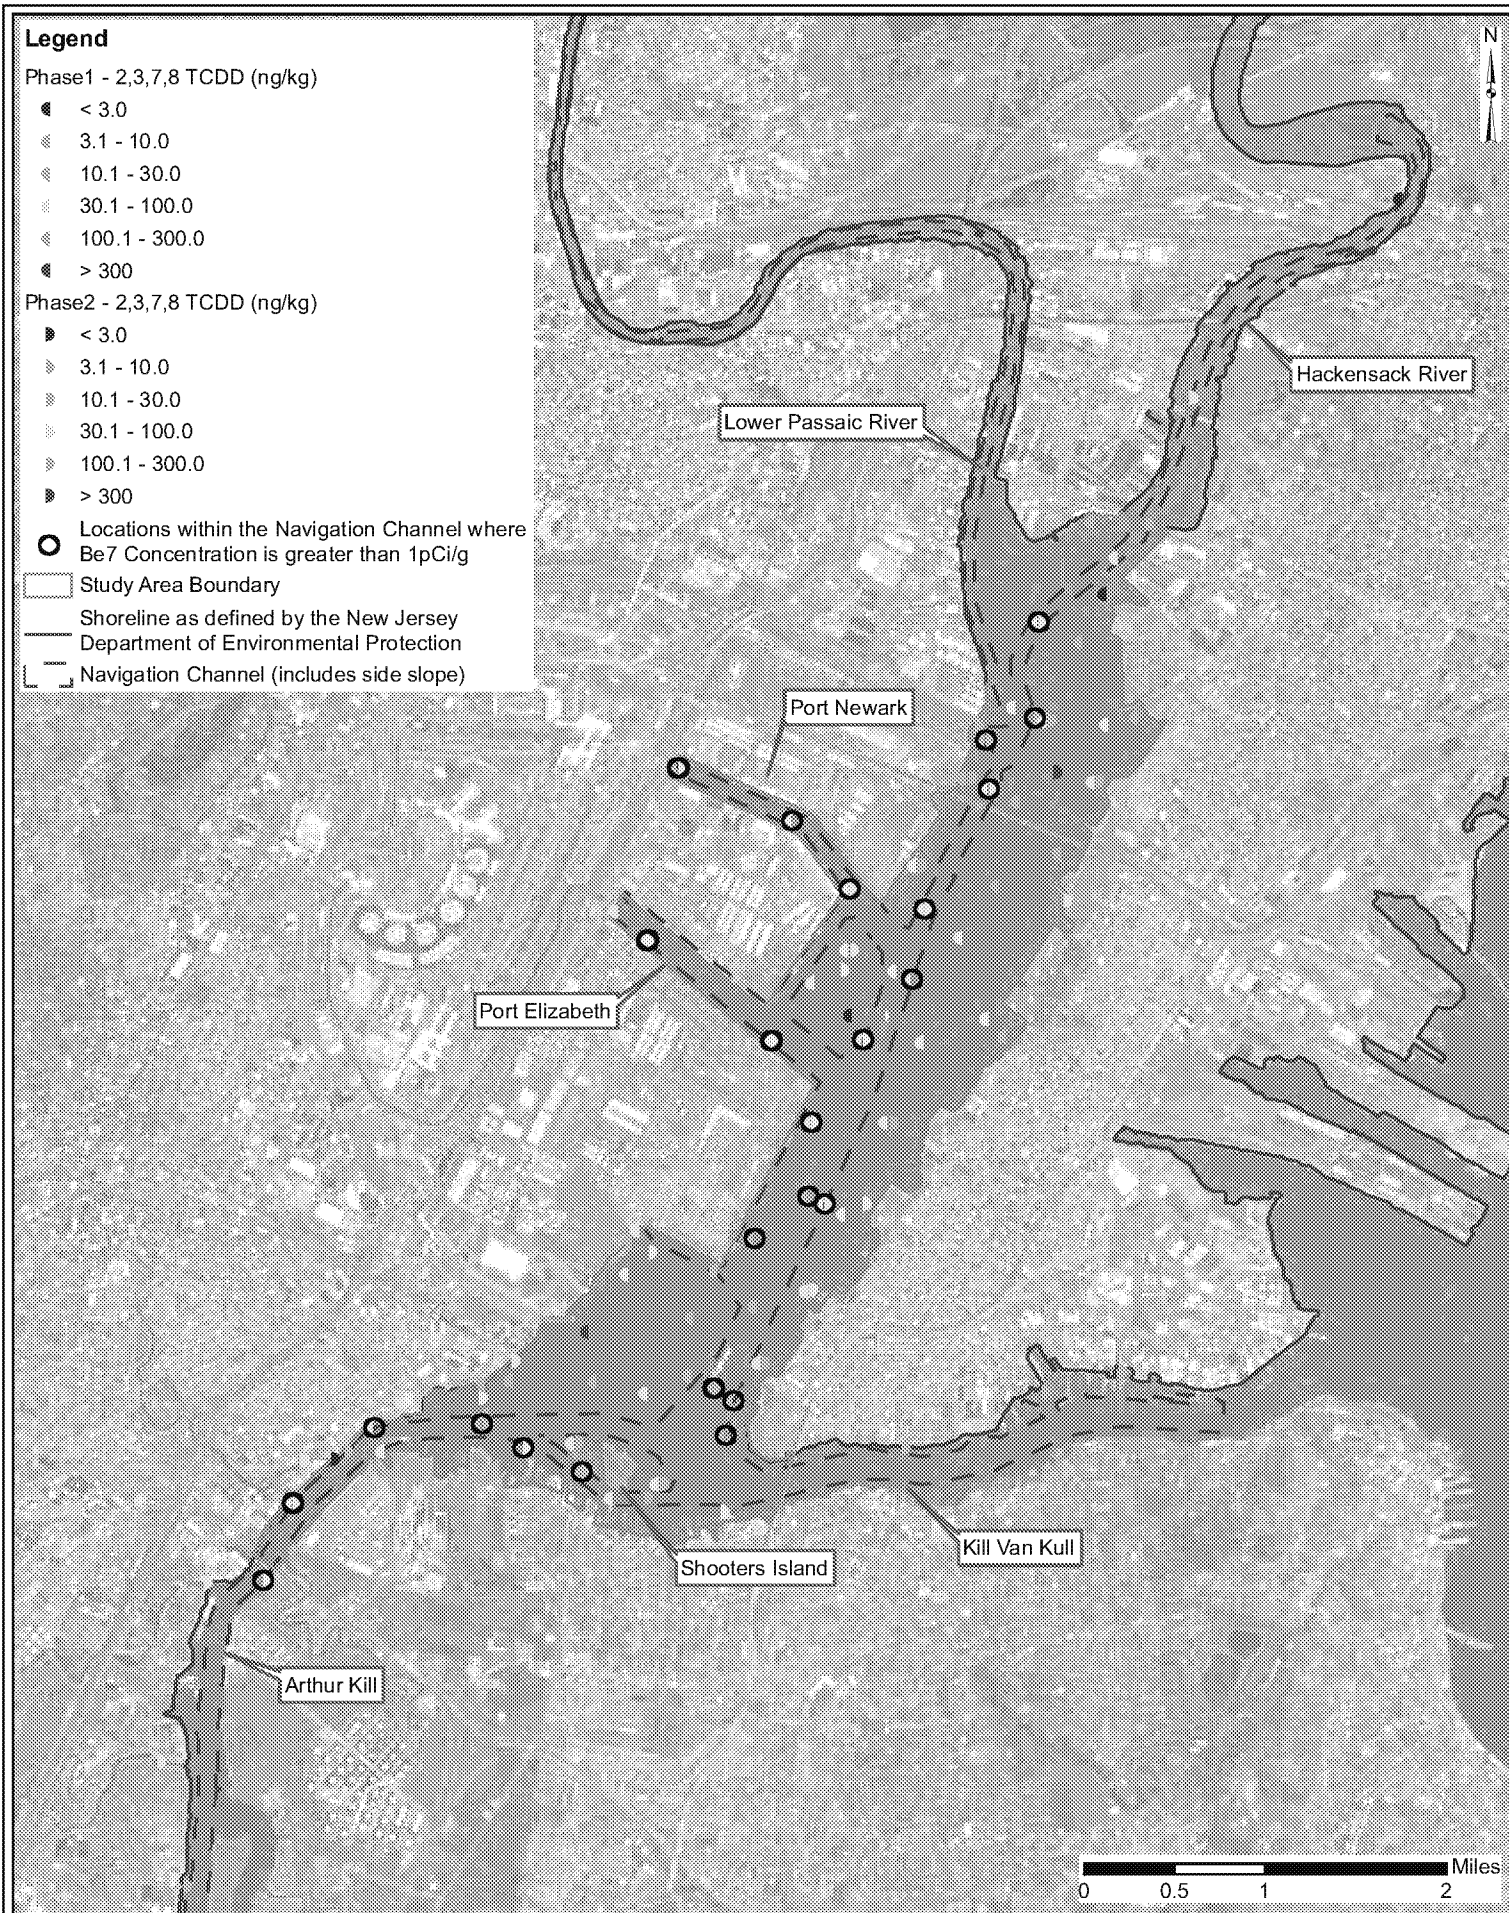 Legend
Phase1 - 2,3,7,8 TCDD (ng/kg)
< 3.0
3.1 - 10.0
10.1 - 30.0
30.1 - 100.0
100.1 - 300.0
> 300
Phase2 - 2,3,7,8 TCDD (ng/kg)
< 3.0
3.1 - 10.0
10.1 - 30.0
30.1 - 100.0
100.1 - 300.0
> 300
Locations within the Navigation Channel where
Be7 Concentration is greater than 1pCi/g
Study Area Boundary
Shoreline as defined by the New Jersey
Department of Environmental Protection
Navigation Channel (includes side slope)
N
Hackensack River
Lower Passaic River
Port Newark
Port Elizabeth
Kill Van Kull
Shooters Island
Arthur Kill
Miles
0 0.5 1 2